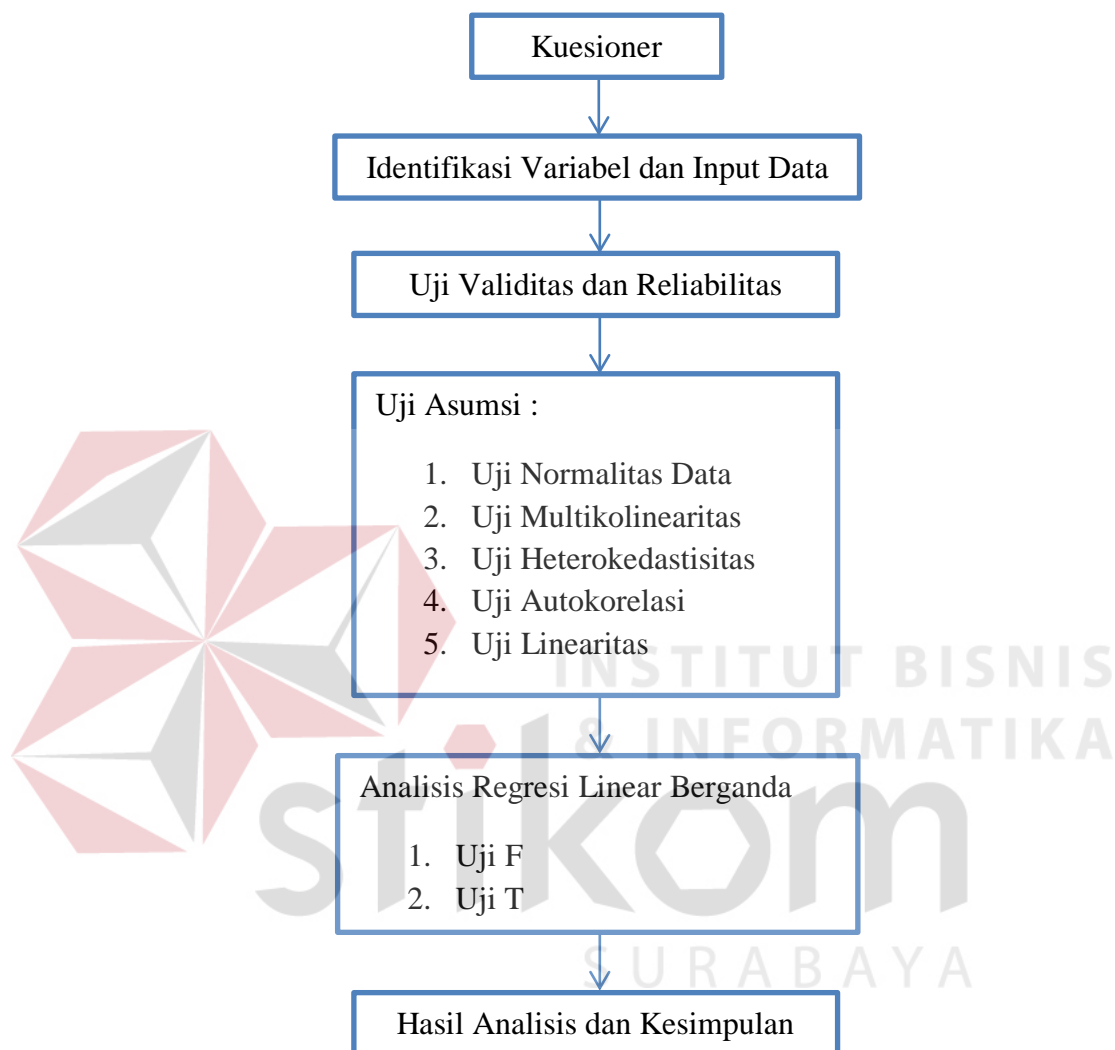 Kuesioner
Identifikasi Variabel dan Input Data
Uji Validitas dan Reliabilitas
Uji Asumsi :
1. Uji Normalitas Data
2. Uji Multikolinearitas
3. Uji Heterokedastisitas
4. Uji Autokorelasi
5. Uji Linearitas
INSTITUT BISNIS
& INFORMATIKA
stikom
SURABAYA
Analisis Regresi Linear Berganda
1. Uji F
2. Uji T
Hasil Analisis dan Kesimpulan